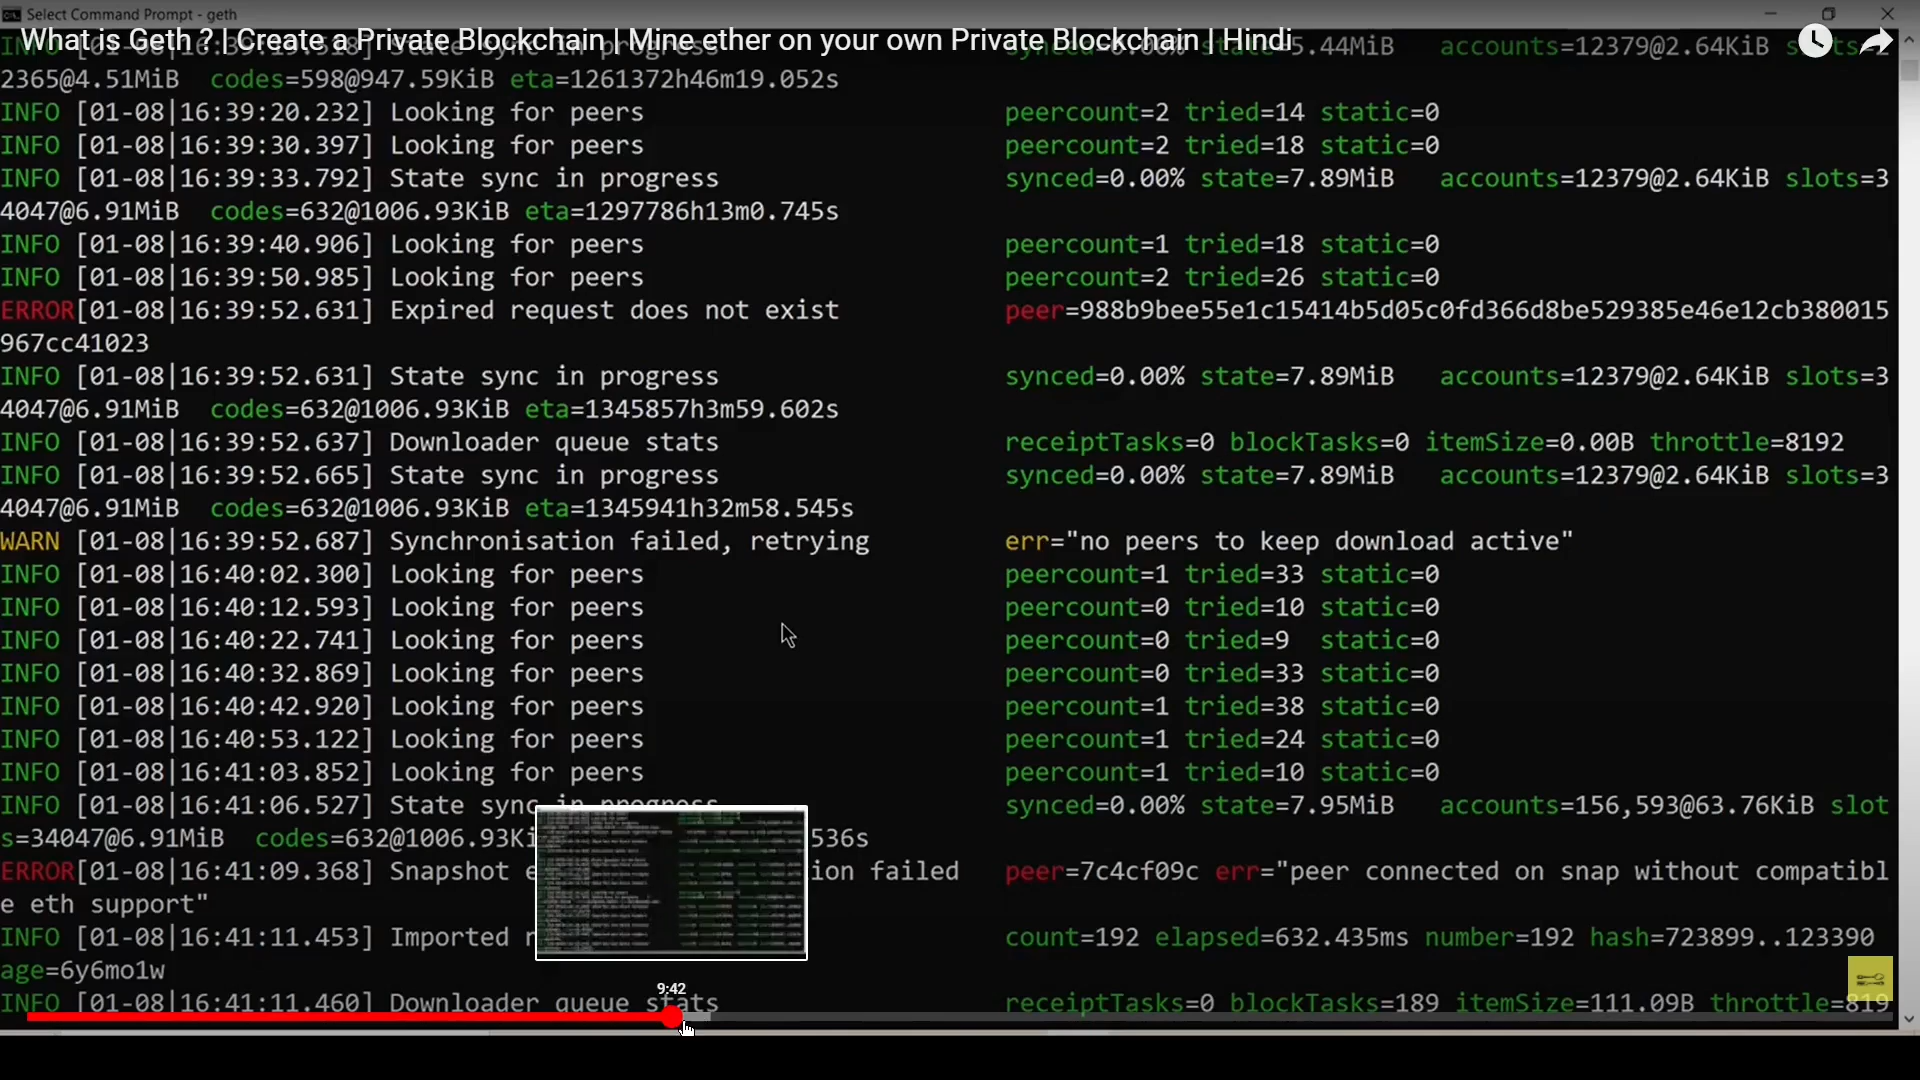 Select Command Prompt - geth
What is Geth ? | Create a Private Blockchain | Mine ether on your own Private Blockchain | Hindi
INFO 5.44MiB accounts=12379@2.64KiB
2365@4.51MiB codes=598@947.59KiB eta=1261372h46m19.052s
INFO [01-08|16:39:20.232] Looking for peers peercount=2 tried=14 static=0
INFO [01-08|16:39:30.397] Looking for peers peercount=2 tried=18 static=0
INFO [01-08|16:39:33.792] State sync in progress synced=0.00% state=7.89MiB accounts=12379@2.64KiB slots=3
4047@6.91MiB codes=632@1006.93KiB eta=1297786h13m0.745s
INFO [01-08|16:39:40.906] Looking for peers peercount=1 tried=18 static=0
INFO [01-08|16:39:50.985] Looking for peers peercount=2 tried=26 static=0
ERROR[01-08|16:39:52.631] Expired request does not exist peer=988b9bee55e1c15414b5d05c0fd366d8be529385e46e12cb380015
967cc41023
INFO [01-08|16:39:52.631] State sync in progress synced=0.00% state=7.89MiB accounts=12379@2.64KiB slots=3
4047@6.91MiB codes=632@1006.93KiB eta=1345857h3m59.602s
INFO [01-08|16:39:52.637] Downloader queue stats receiptTasks=0 blockTasks=0 itemSize=0.00B throttle=8192
INFO [01-08|16:39:52.665] State sync in progress synced=0.00% state=7.89MiB accounts=12379@2.64KiB slots=3
4047@6.91MiB codes=632@1006.93KiB eta=1345941h32m58.545s
WARN [01-08|16:39:52.687] Synchronisation failed, retrying err="no peers to keep download active"
INFO [01-08|16:40:02.300] Looking for peers peercount=1 tried=33 static=0
INFO [01-08|16:40:12.593] Looking for peers peercount=0 tried=10 static=0
INFO [01-08|16:40:22.741] Looking for peers peercount=0 tried=9 static=0
INFO [01-08|16:40:32.869] Looking for peers peercount=0 tried=33 static=0
INFO [01-08|16:40:42.920] Looking for peers peercount=1 tried=38 static=0
INFO [01-08|16:40:53.122] Looking for peers peercount=1 tried=24 static=0
INFO [01-08|16:41:03.852] Looking for peers peercount=1 tried=10 static=0
INFO [01-08|16:41:06.527] State sync in progress synced=0.00% state=7.95MiB accounts=156,593@63.76KiB slot
s=34047@6.91MiB codes=632@1006.93Ki 536s
ERROR[01-08|16:41:09.368] Snapshot e ion failed peer=7c4cf09c err="peer connected on snap without compatibl
e eth support"
INFO [01-08|16:41:11.453] Imported count=192 elapsed=632.435ms number=192 hash=723899..123390
age=6y6mo1w
9:42
INFO [01-08|16:41:11.460] Downloader queue stats receiptTasks=0 blockTasks=189 itemSize=111.09B throttle=819